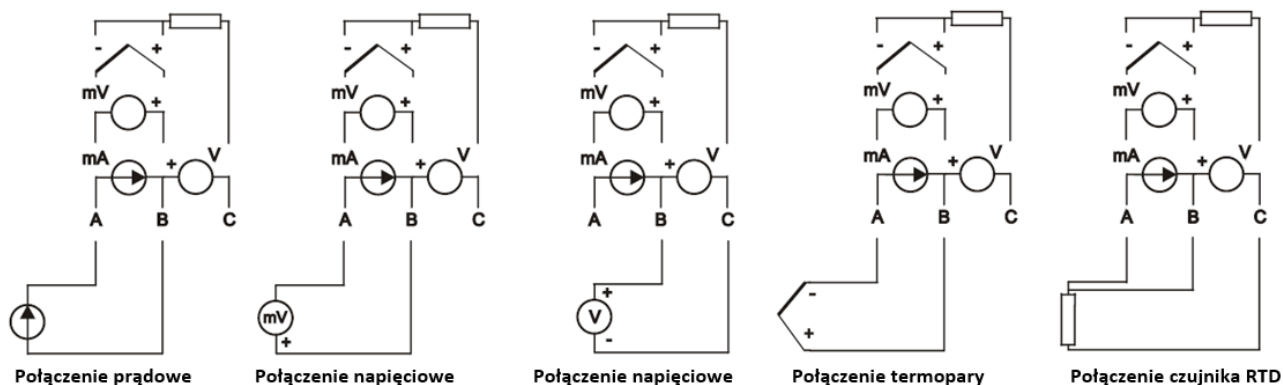 - + - + - + - + - +
mV + mV + mV + mV + mV +
mA + V mA + V mA + V mA + V mA + V
A B C A B C A B C A B C A B C
+ -
mV V
+ - +
Połączenie prądowe Połączenie napięciowe Połączenie napięciowe Połączenie termopary Połączenie czujnika RTD